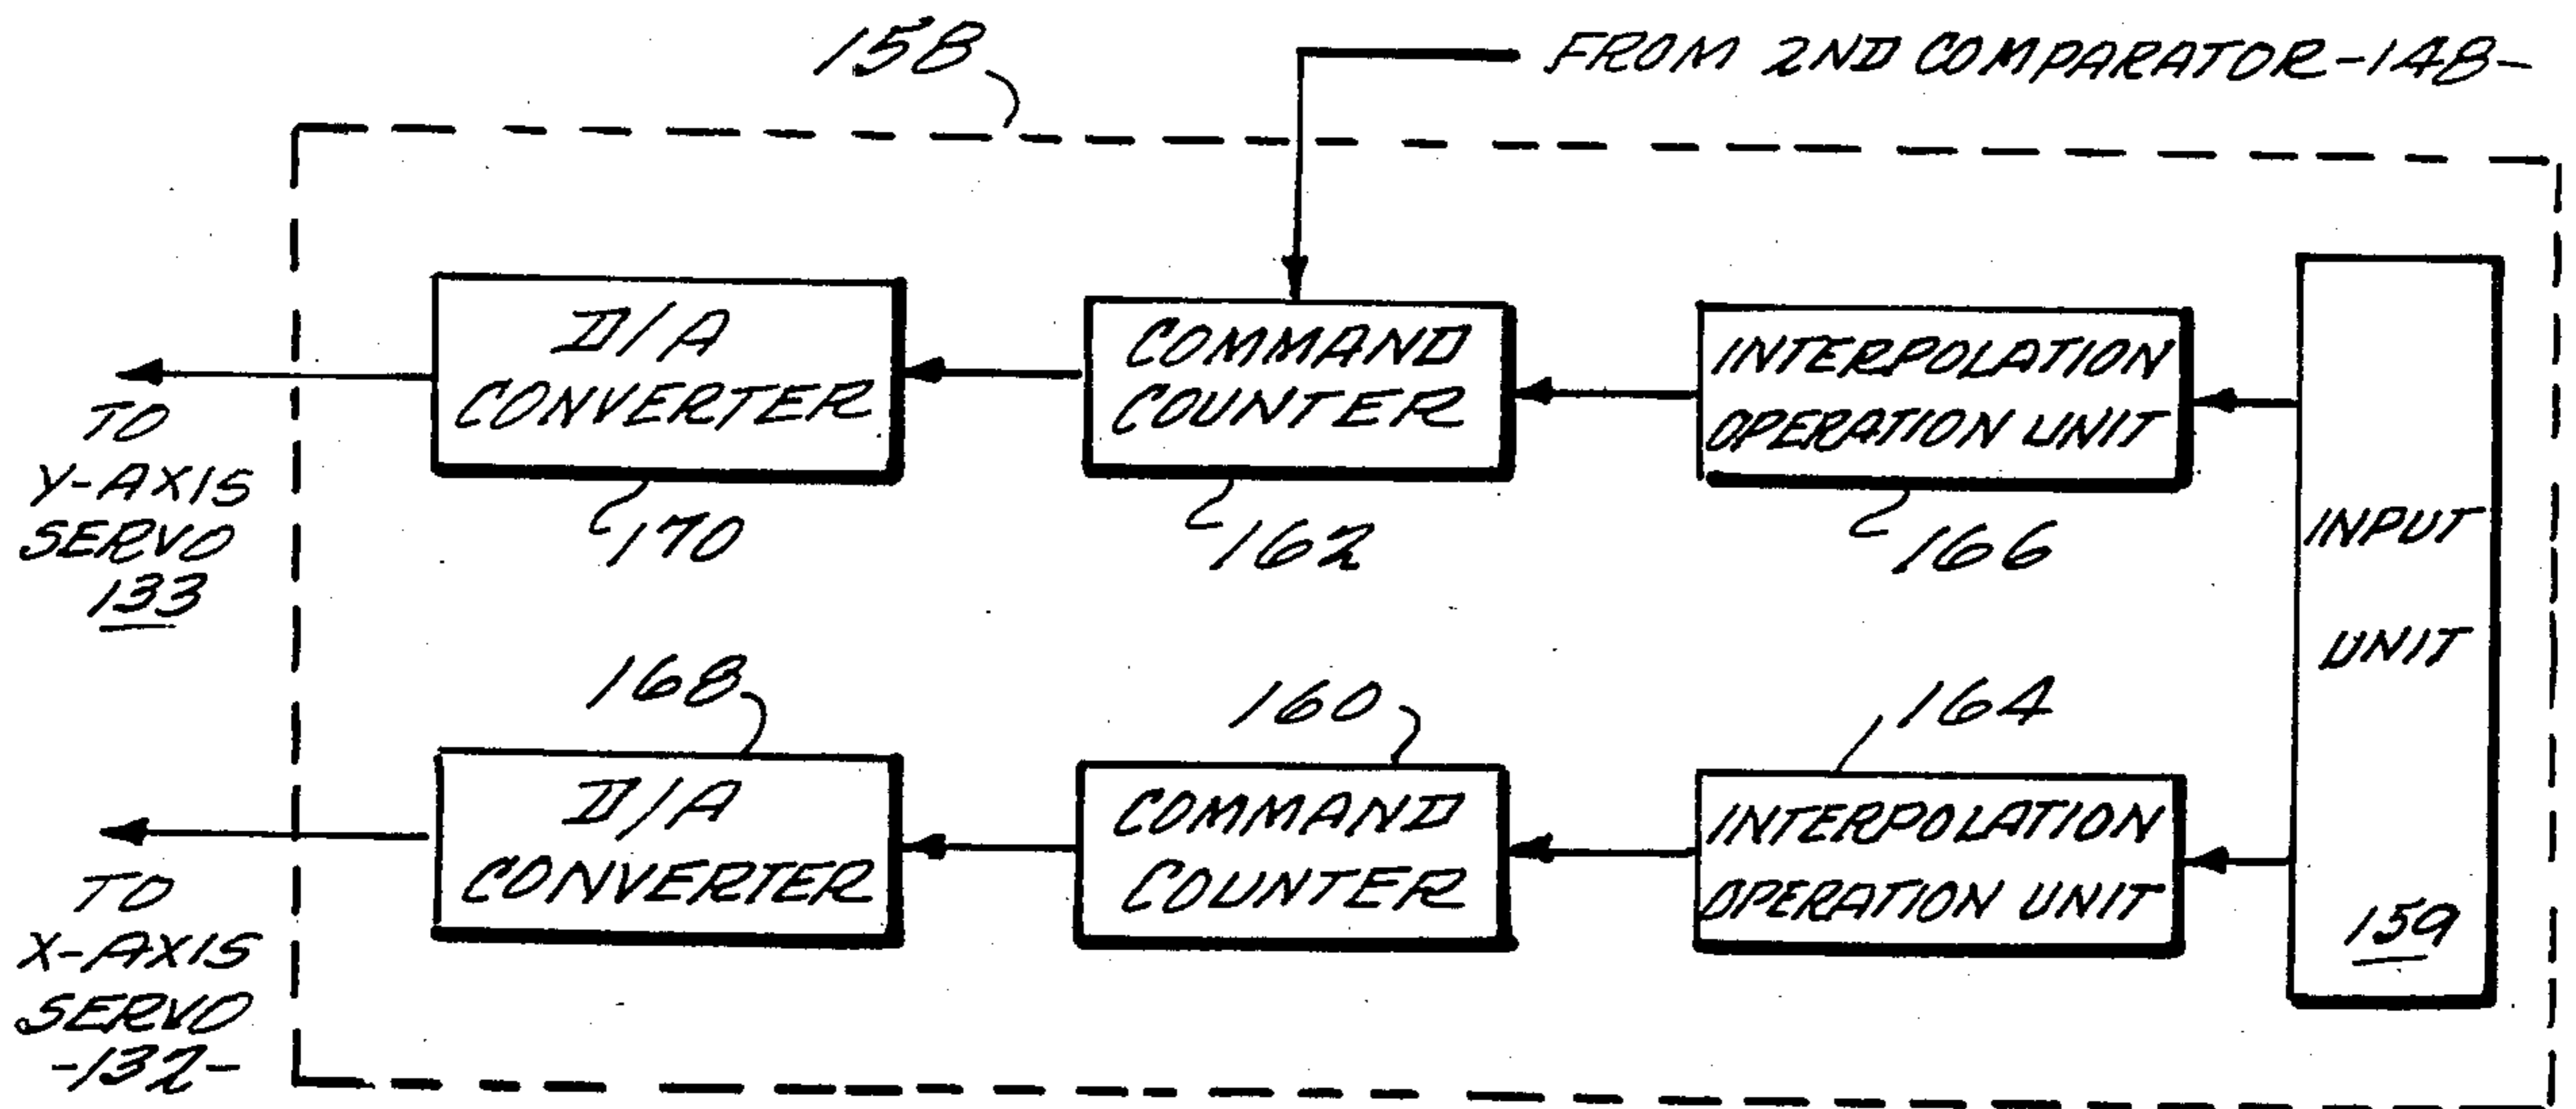 158
FROM 2ND COMPARATOR-148-
D/A
CONVERTER
170
COMMAND
COUNTER
162
INTERPOLATION
OPERATION UNIT
166
INPUT
UNIT
159
TO
Y-AXIS
SERVO
133
168
D/A
CONVERTER
160
COMMAND
COUNTER
164
INTERPOLATION
OPERATION UNIT
TO
X-AXIS
SERVO
-132-